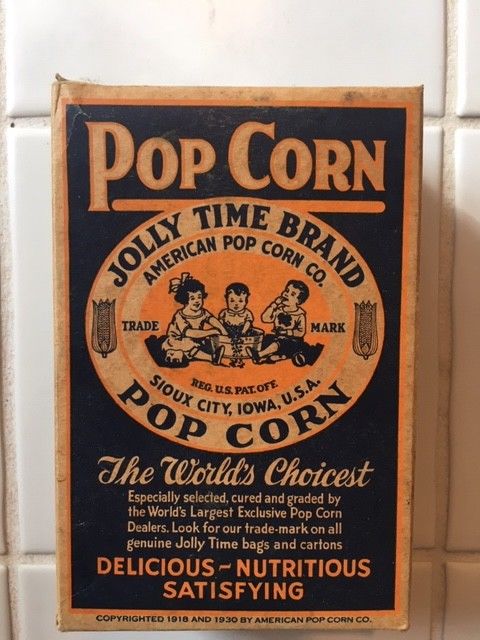 POP CORN
JOLLY TIME BRAND
AMERICAN POP CORN CO.
TRADE MARK
REG. U.S. PAT. OFF.
SIOUX CITY, IOWA, U.S.A.
POP CORN
The World's Choicest
Especially selected, cured and graded by
the World's Largest Exclusive Pop Corn
Dealers. Look for our trade-mark on all
genuine Jolly Time bags and cartons
DELICIOUS ~ NUTRITIOUS
SATISFYING
COPYRIGHTED 1918 AND 1930 BY AMERICAN POP CORN CO.